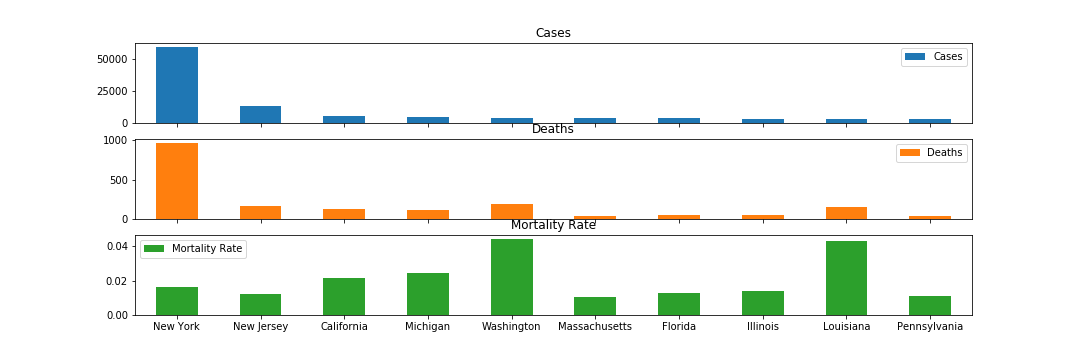 Cases
50000
25000
0
Cases
Deaths
1000
500
0
Deaths
Mortality Rate
0.04
0.02
0.00
Mortality Rate
New York New Jersey California Michigan Washington Massachusetts Florida Illinois Louisiana Pennsylvania